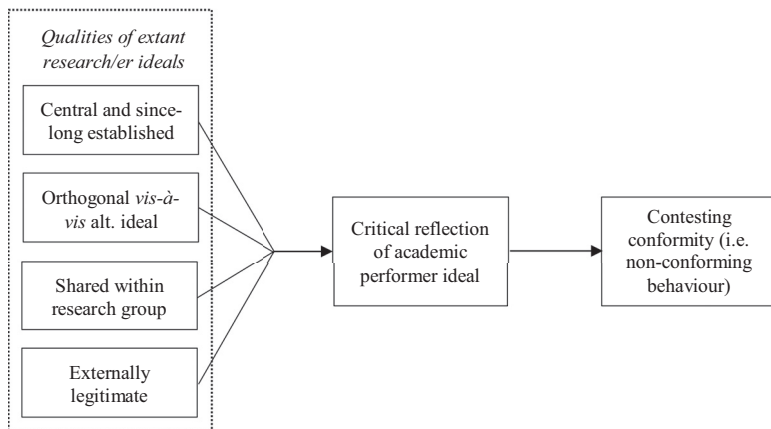 Qualities of extant
research/er ideals
Central and since-
long established
Orthogonal vis-à-
vis alt. ideal
Shared within
research group
Externally
legitimate
Critical reflection
of academic
performer ideal
Contesting
conformity (i.e.
non-conforming
behaviour)